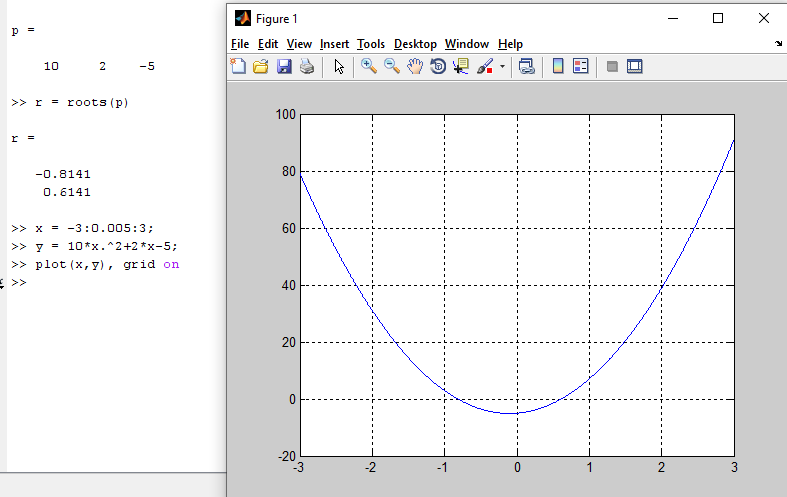 p =
10 2 -5
>> r = roots(p)
r =
-0.8141
0.6141
>> x = -3:0.005:3;
>> y = 10*x.^2+2*x-5;
>> plot(x,y), grid on
>>
Figure 1
File Edit View Insert Tools Desktop Window Help
100
80
60
40
20
0
-20
-3 -2 -1 0 1 2 3